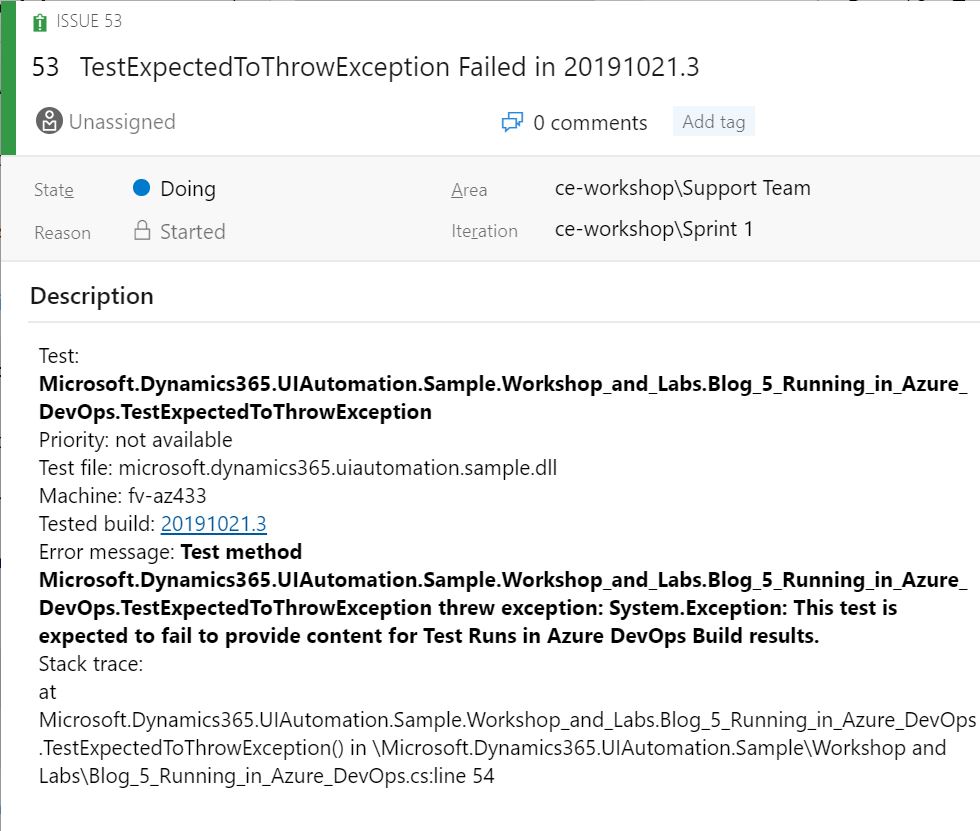 ISSUE 53
53 TestExpectedToThrowException Failed in 20191021.3
Unassigned 0 comments Add tag
State Doing Area ce-workshop\Support Team
Reason Started Iteration ce-workshop\Sprint 1
Description
Test:
Microsoft.Dynamics365.UIAutomation.Sample.Workshop_and_Labs.Blog_5_Running_in_Azure_
DevOps.TestExpectedToThrowException
Priority: not available
Test file: microsoft.dynamics365.uiautomation.sample.dll
Machine: fv-az433
Tested build: 20191021.3
Error message: Test method
Microsoft.Dynamics365.UIAutomation.Sample.Workshop_and_Labs.Blog_5_Running_in_Azure_
DevOps.TestExpectedToThrowException threw exception: System.Exception: This test is
expected to fail to provide content for Test Runs in Azure DevOps Build results.
Stack trace:
at
Microsoft.Dynamics365.UIAutomation.Sample.Workshop_and_Labs.Blog_5_Running_in_Azure_DevOps
.TestExpectedToThrowException() in \Microsoft.Dynamics365.UIAutomation.Sample\Workshop and
Labs\Blog_5_Running_in_Azure_DevOps.cs:line 54